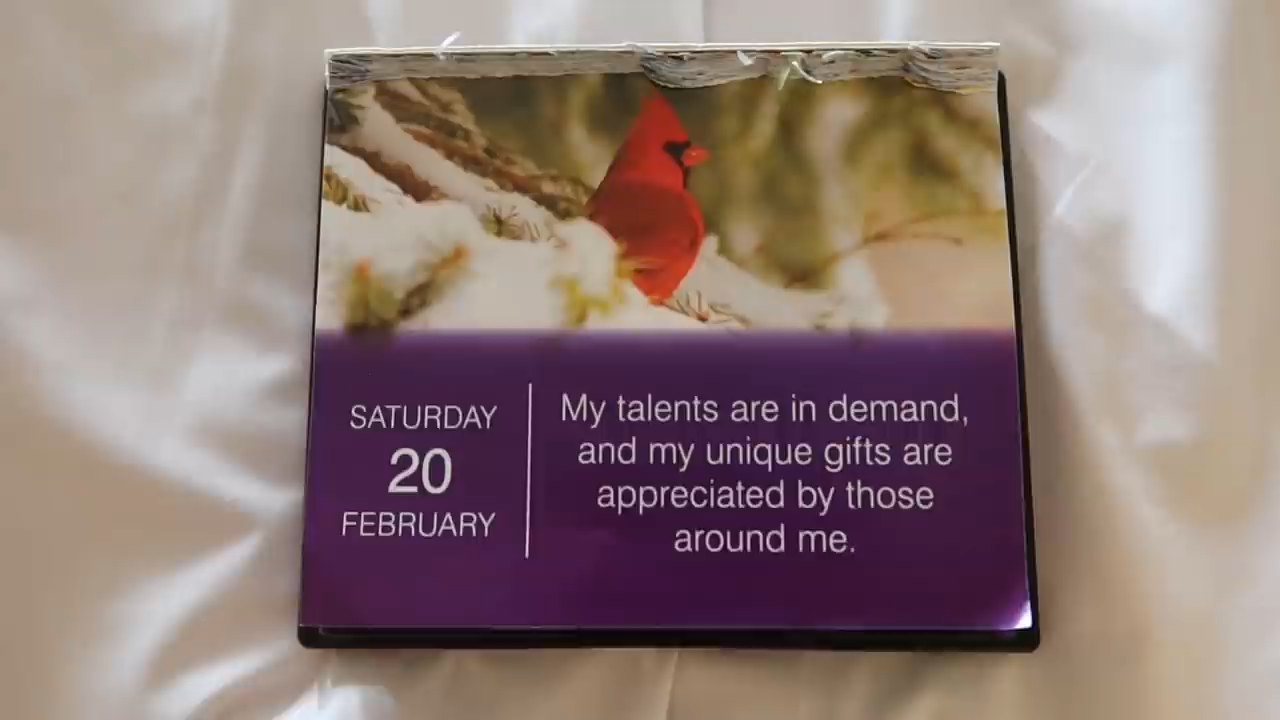 SATURDAY
20
FEBRUARY
My talents are in demand,
and my unique gifts are
appreciated by those
around me.